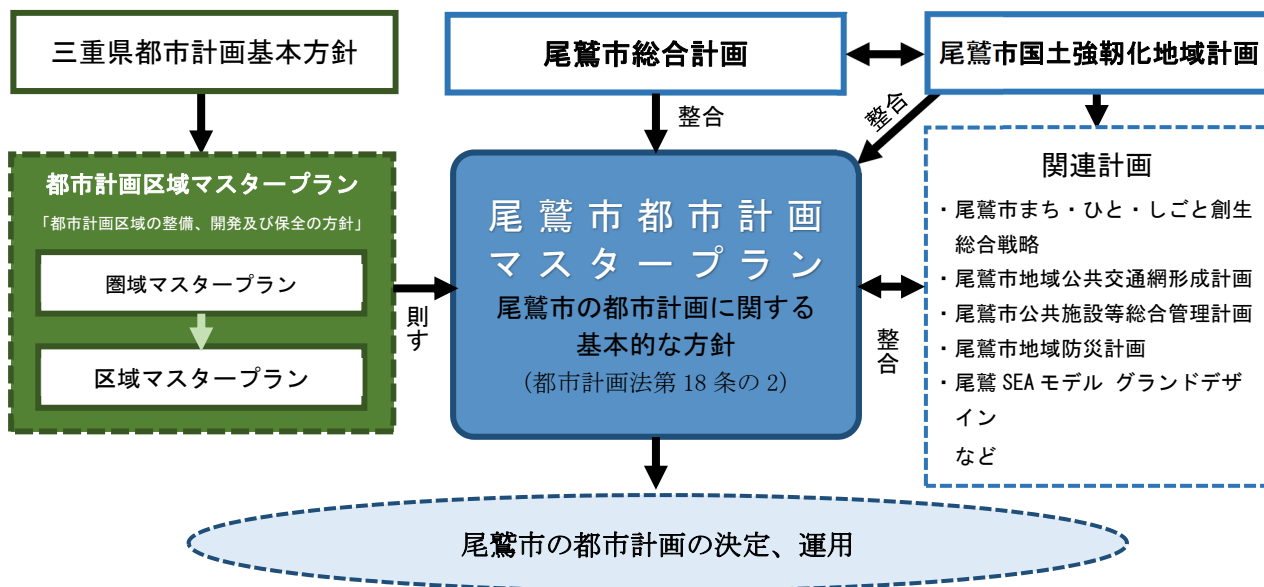 三重県都市計画基本方針
尾鷲市総合計画
尾鷲市国土強靭化地域計画
整合
整合
都市計画区域マスタープラン
「都市計画区域の整備、開発及び保全の方針」
圏域マスタープラン
区域マスタープラン
則す
尾鷲市都市計画
マスタープラン
尾鷲市の都市計画に関する
基本的な方針
(都市計画法第 18 条の 2)
整合
関連計画
・尾鷲市まち・ひと・しごと創生
総合戦略
・尾鷲市地域公共交通網形成計画
・尾鷲市公共施設等総合管理計画
・尾鷲市地域防災計画
・尾鷲 SEA モデル グランドデザ
イン
など
尾鷲市の都市計画の決定、運用